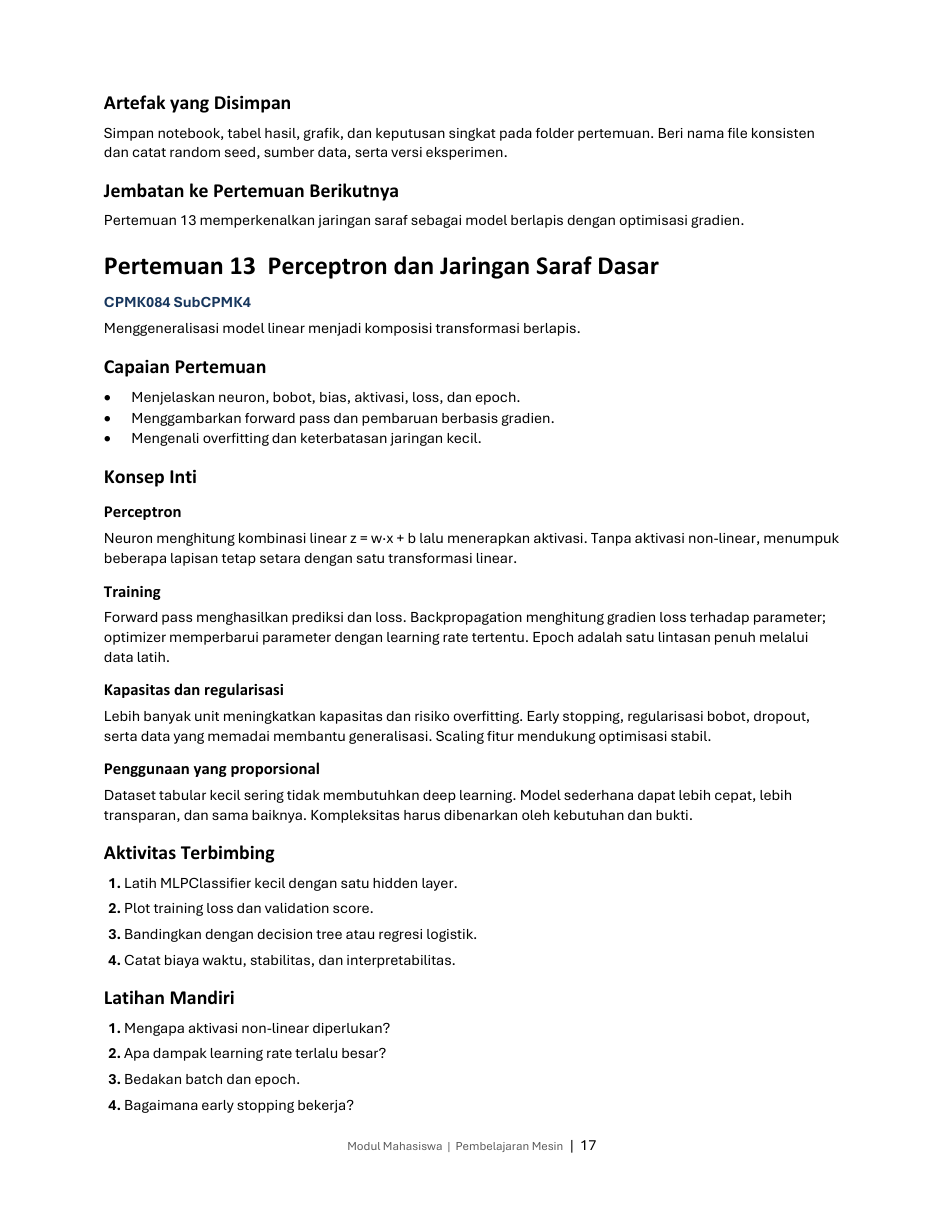 Artefak yang Disimpan
Simpan notebook, tabel hasil, grafik, dan keputusan singkat pada folder pertemuan. Beri nama file konsisten
dan catat random seed, sumber data, serta versi eksperimen.
Jembatan ke Pertemuan Berikutnya
Pertemuan 13 memperkenalkan jaringan saraf sebagai model berlapis dengan optimisasi gradien.
Pertemuan 13  Perceptron dan Jaringan Saraf Dasar
CPMK084 SubCPMK4
Menggeneralisasi model linear menjadi komposisi transformasi berlapis.
Capaian Pertemuan
• Menjelaskan neuron, bobot, bias, aktivasi, loss, dan epoch.
• Menggambarkan forward pass dan pembaruan berbasis gradien.
• Mengenali overfitting dan keterbatasan jaringan kecil.
Konsep Inti
Perceptron
Neuron menghitung kombinasi linear z = w·x + b lalu menerapkan aktivasi. Tanpa aktivasi non-linear, menumpuk
beberapa lapisan tetap setara dengan satu transformasi linear.
Training
Forward pass menghasilkan prediksi dan loss. Backpropagation menghitung gradien loss terhadap parameter;
optimizer memperbarui parameter dengan learning rate tertentu. Epoch adalah satu lintasan penuh melalui
data latih.
Kapasitas dan regularisasi
Lebih banyak unit meningkatkan kapasitas dan risiko overfitting. Early stopping, regularisasi bobot, dropout,
serta data yang memadai membantu generalisasi. Scaling fitur mendukung optimisasi stabil.
Penggunaan yang proporsional
Dataset tabular kecil sering tidak membutuhkan deep learning. Model sederhana dapat lebih cepat, lebih
transparan, dan sama baiknya. Kompleksitas harus dibenarkan oleh kebutuhan dan bukti.
Aktivitas Terbimbing
1. Latih MLPClassifier kecil dengan satu hidden layer.
2. Plot training loss dan validation score.
3. Bandingkan dengan decision tree atau regresi logistik.
4. Catat biaya waktu, stabilitas, dan interpretabilitas.
Latihan Mandiri
1. Mengapa aktivasi non-linear diperlukan?
2. Apa dampak learning rate terlalu besar?
3. Bedakan batch dan epoch.
4. Bagaimana early stopping bekerja?
Modul Mahasiswa | Pembelajaran Mesin | 17